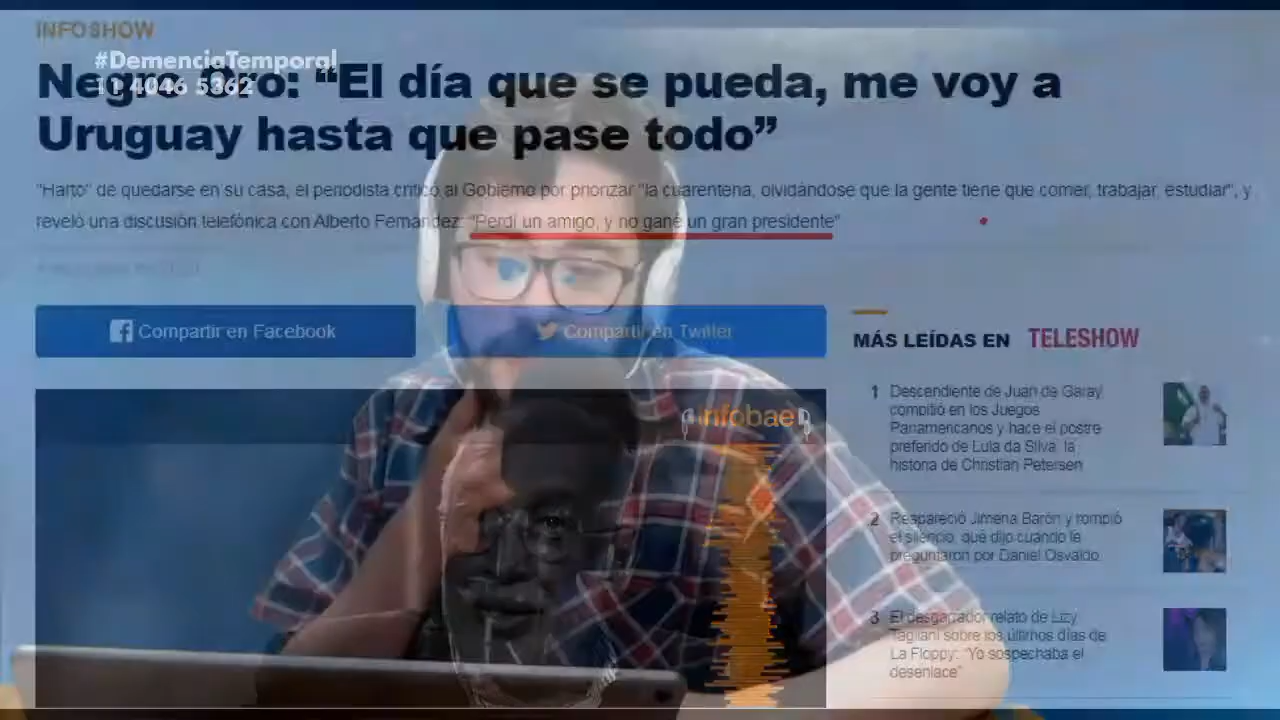 INFOSHOW
#DemenciaTemporal
11 4046 5362
Negro Oro: “El día que se pueda, me voy a
Uruguay hasta que pase todo”
"Harto" de quedarse en su casa, el periodista criticó al Gobierno por priorizar "la cuarentena, olvidándose que la gente tiene que comer, trabajar, estudiar", y
reveló una discusión telefónica con Alberto Fernández: "Perdí un amigo, y no gané un gran presidente"
Compartir en Facebook
Compartir en Twitter
infobae
MÁS LEÍDAS EN TELESHOW
1 Descendiente de Juan de Garay
compitió en los Juegos
Panamericanos y hace el postre
preferido de Lula da Silva: la
historia de Christian Petersen
2 Reapareció Jimena Barón y rompió
el silencio: qué dijo cuando le
preguntaron por Daniel Osvaldo
3 El desgarrador relato de Lizy
Tagliani sobre los últimos días de
La Floppy: "Yo sospechaba el
desenlace"